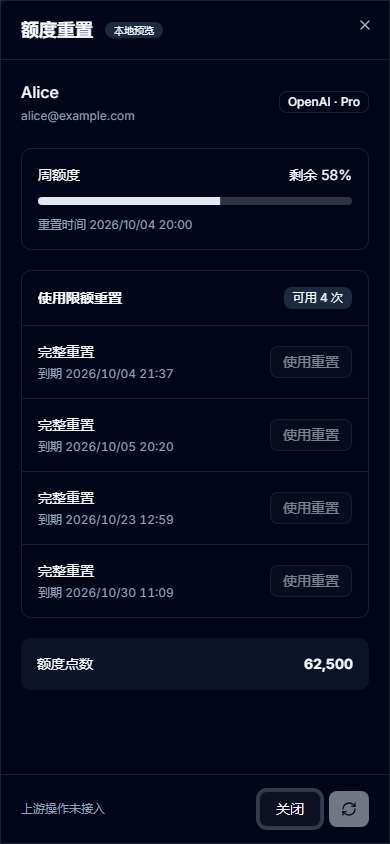 额度重置 本地预览
Alice
alice@example.com
OpenAI · Pro
周额度 剩余 58%
重置时间 2026/10/04 20:00
使用限额重置 可用 4 次
完整重置
到期 2026/10/04 21:37
使用重置
完整重置
到期 2026/10/05 20:20
使用重置
完整重置
到期 2026/10/23 12:59
使用重置
完整重置
到期 2026/10/30 11:09
使用重置
额度点数 62,500
上游操作未接入 关闭